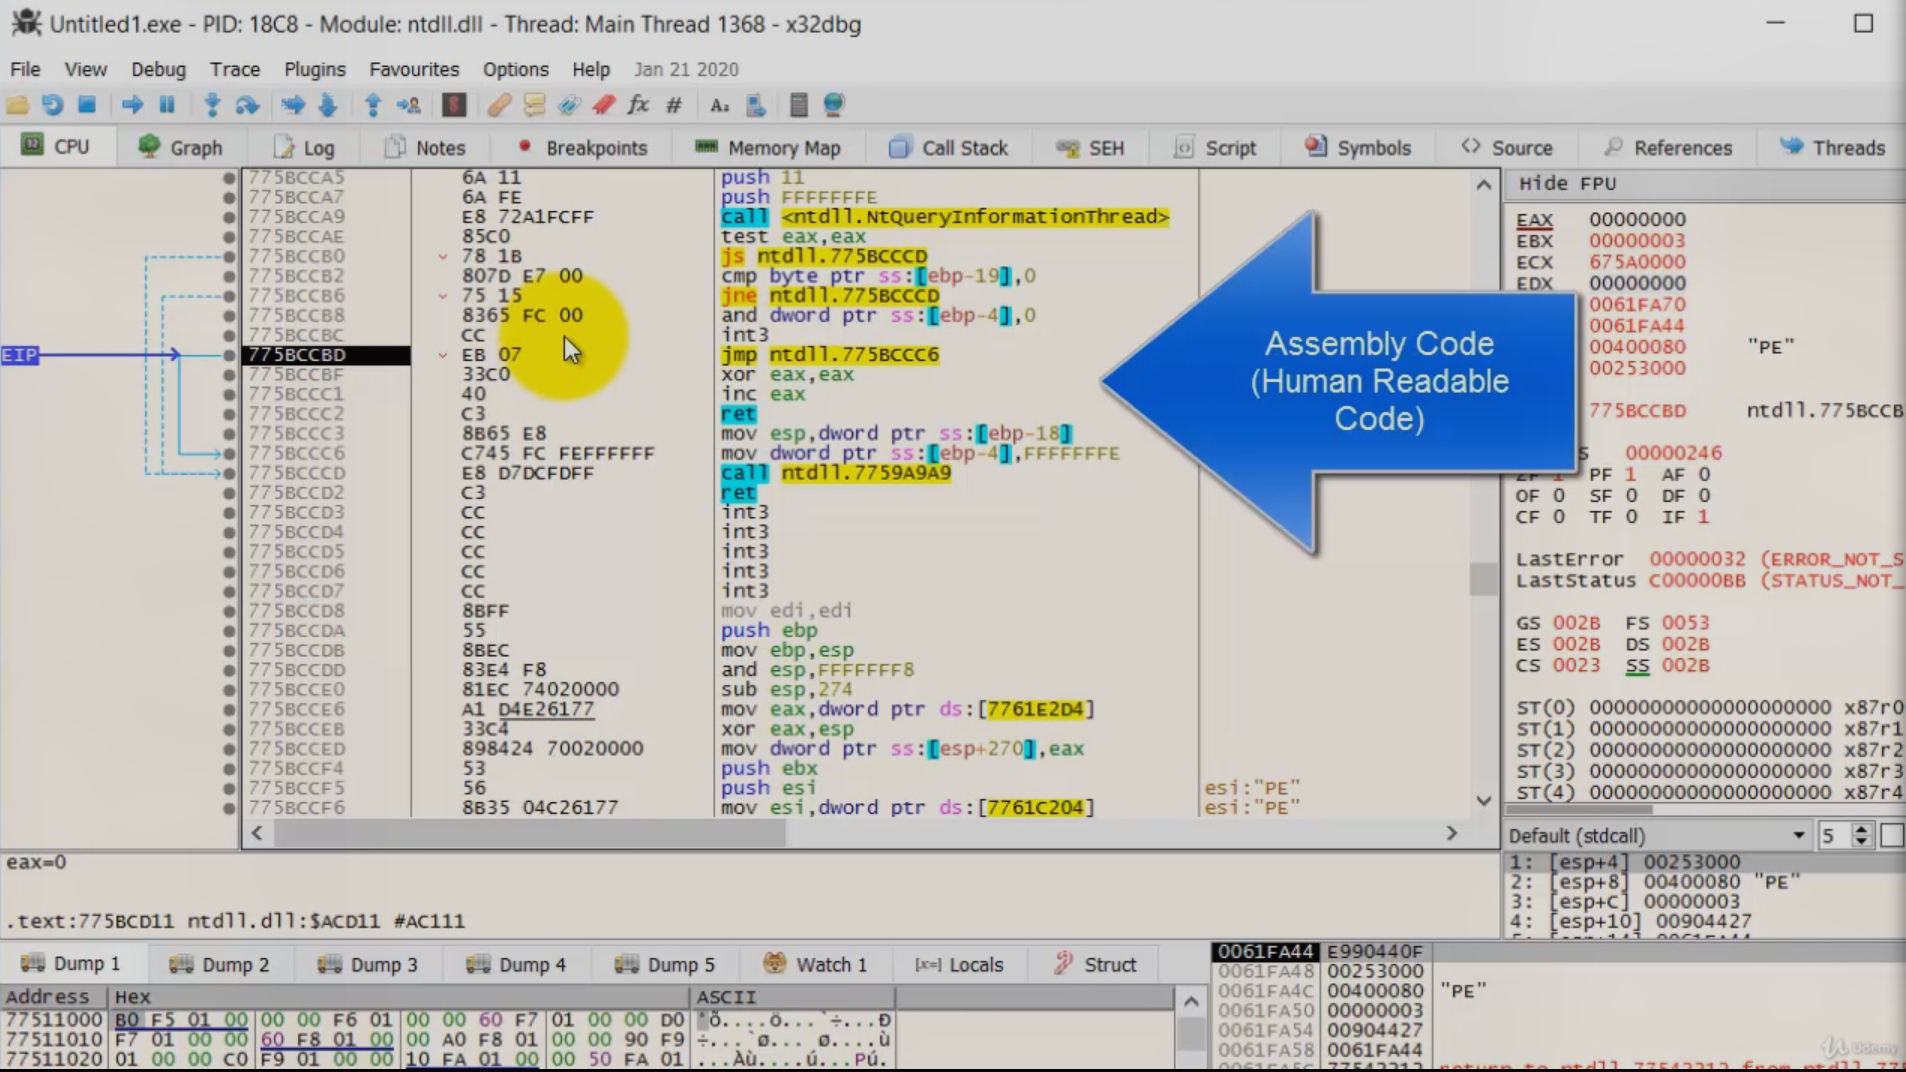 Untitled1.exe - PID: 18C8 - Module: ntdll.dll - Thread: Main Thread 1368 - x32dbg
File View Debug Trace Plugins Favourites Options Help Jan 21 2020
CPU Graph Log Notes Breakpoints Memory Map Call Stack SEH Script Symbols Source References Threads
775BCCA5 6A 11 push 11
775BCCA7 6A FE push FFFFFFFE
775BCCA9 E8 72A1FCFF call <ntdll.NtQueryInformationThread>
775BCCAE 85C0 test eax,eax
775BCCB0 78 1B js ntdll.775BCCCD
775BCCB2 807D E7 00 cmp byte ptr ss:[ebp-19],0
775BCCB6 75 15 jne ntdll.775BCCCD
775BCCB8 8365 FC 00 and dword ptr ss:[ebp-4],0
775BCCBC CC int3
EIP 775BCCBD EB 07 jmp ntdll.775BCCC6
775BCCBF 33C0 xor eax,eax
775BCCC1 40 inc eax
775BCCC2 C3 ret
775BCCC3 8B65 E8 mov esp,dword ptr ss:[ebp-18]
775BCCC6 C745 FC FEFFFFFF mov dword ptr ss:[ebp-4],FFFFFFFE
775BCCCD E8 D7DCFDFF call ntdll.7759A9A9
775BCCD2 C3 ret
775BCCD3 CC int3
775BCCD4 CC int3
775BCCD5 CC int3
775BCCD6 CC int3
775BCCD7 CC int3
775BCCD8 8BFF mov edi,edi
775BCCDA 55 push ebp
775BCCDB 8BEC mov ebp,esp
775BCCDD 83E4 F8 and esp,FFFFFFF8
775BCCE0 81EC 74020000 sub esp,274
775BCCE6 A1 D4E26177 mov eax,dword ptr ds:[7761E2D4]
775BCCEB 33C4 xor eax,esp
775BCCED 898424 70020000 mov dword ptr ss:[esp+270],eax
775BCCF4 53 push ebx
775BCCF5 56 push esi esi:"PE"
775BCCF6 8B35 04C26177 mov esi,dword ptr ds:[7761C204] esi:"PE"
Assembly Code
(Human Readable
Code)
Hide FPU
EAX 00000000
EBX 00000003
ECX 675A0000
EDX 00000000
0061FA70
0061FA44
00400080 "PE"
00253000
775BCCBD ntdll.775BCCB
00000246
ZF 1 PF 1 AF 0
OF 0 SF 0 DF 0
CF 0 TF 0 IF 1
LastError 00000032 (ERROR_NOT_S
LastStatus C00000BB (STATUS_NOT_
GS 002B FS 0053
ES 002B DS 002B
CS 0023 SS 002B
ST(0) 00000000000000000000 x87r0
ST(1) 00000000000000000000 x87r1
ST(2) 00000000000000000000 x87r2
ST(3) 00000000000000000000 x87r3
ST(4) 00000000000000000000 x87r4
Default (stdcall) 5
1: [esp+4] 00253000
2: [esp+8] 00400080 "PE"
3: [esp+C] 00000003
4: [esp+10] 00904427
eax=0
.text:775BCD11 ntdll.dll:$ACD11 #AC111
Dump 1 Dump 2 Dump 3 Dump 4 Dump 5 Watch 1 [x=] Locals Struct
Address Hex ASCII
77511000 B0 F5 01 00 00 00 F6 01 00 00 60 F7 01 00 00 D0 °õ....ö...`÷...Ð
77511010 F7 01 00 00 60 F8 01 00 00 A0 F8 01 00 00 90 F9 ÷...`ø... ø....ù
77511020 01 00 00 C0 F9 01 00 00 10 FA 01 00 00 50 FA 01 ...Àù....ú...Pú.
0061FA44 E990440F
0061FA48 00253000
0061FA4C 00400080 "PE"
0061FA50 00000003
0061FA54 00904427
0061FA58 0061FA44
Udemy